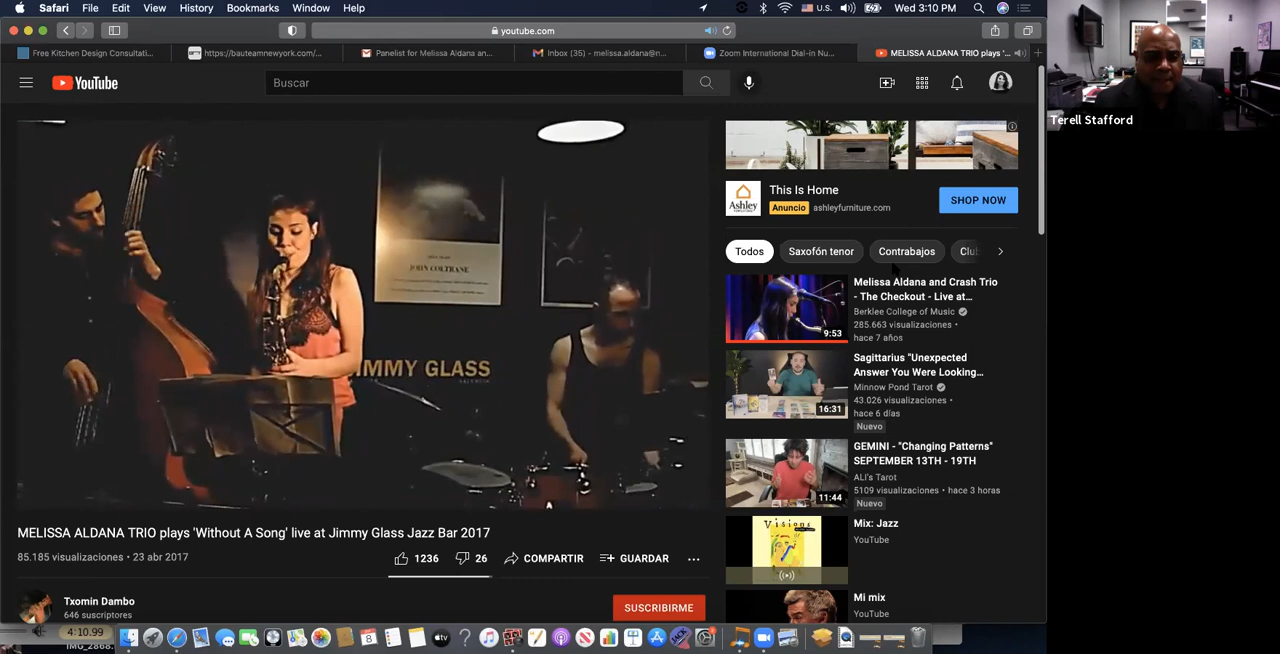 Safari File Edit View History Bookmarks Window Help
U.S. Wed 3:10 PM
youtube.com
Free Kitchen Design Consultati...
https://bauteamnewyork.com/...
Panelist for Melissa Aldana an...
Inbox (35) - melissa.aldana@n...
Zoom International Dial-in Nu...
MELISSA ALDANA TRIO plays '...
YouTube
Buscar
Terell Stafford
JOHN COLTRANE
JIMMY GLASS
Ashley
This Is Home
Anuncio ashleyfurniture.com
SHOP NOW
Todos Saxofón tenor Contrabajos Clu
Melissa Aldana and Crash Trio
- The Checkout - Live at...
Berklee College of Music
285.663 visualizaciones •
hace 7 años
9:53
Sagittarius "Unexpected
Answer You Were Looking...
Minnow Pond Tarot
43.026 visualizaciones •
hace 6 días
Nuevo
16:31
GEMINI - "Changing Patterns"
SEPTEMBER 13TH - 19TH
ALI's Tarot
5109 visualizaciones • hace 3 horas
Nuevo
11:44
Visions
Mix: Jazz
YouTube
Mi mix
YouTube
MELISSA ALDANA TRIO plays 'Without A Song' live at Jimmy Glass Jazz Bar 2017
85.185 visualizaciones • 23 abr 2017
1236 26 COMPARTIR GUARDAR
Txomin Dambo
646 suscriptores
SUSCRIBIRME
4:10.99
IMG_2868.
8
tv